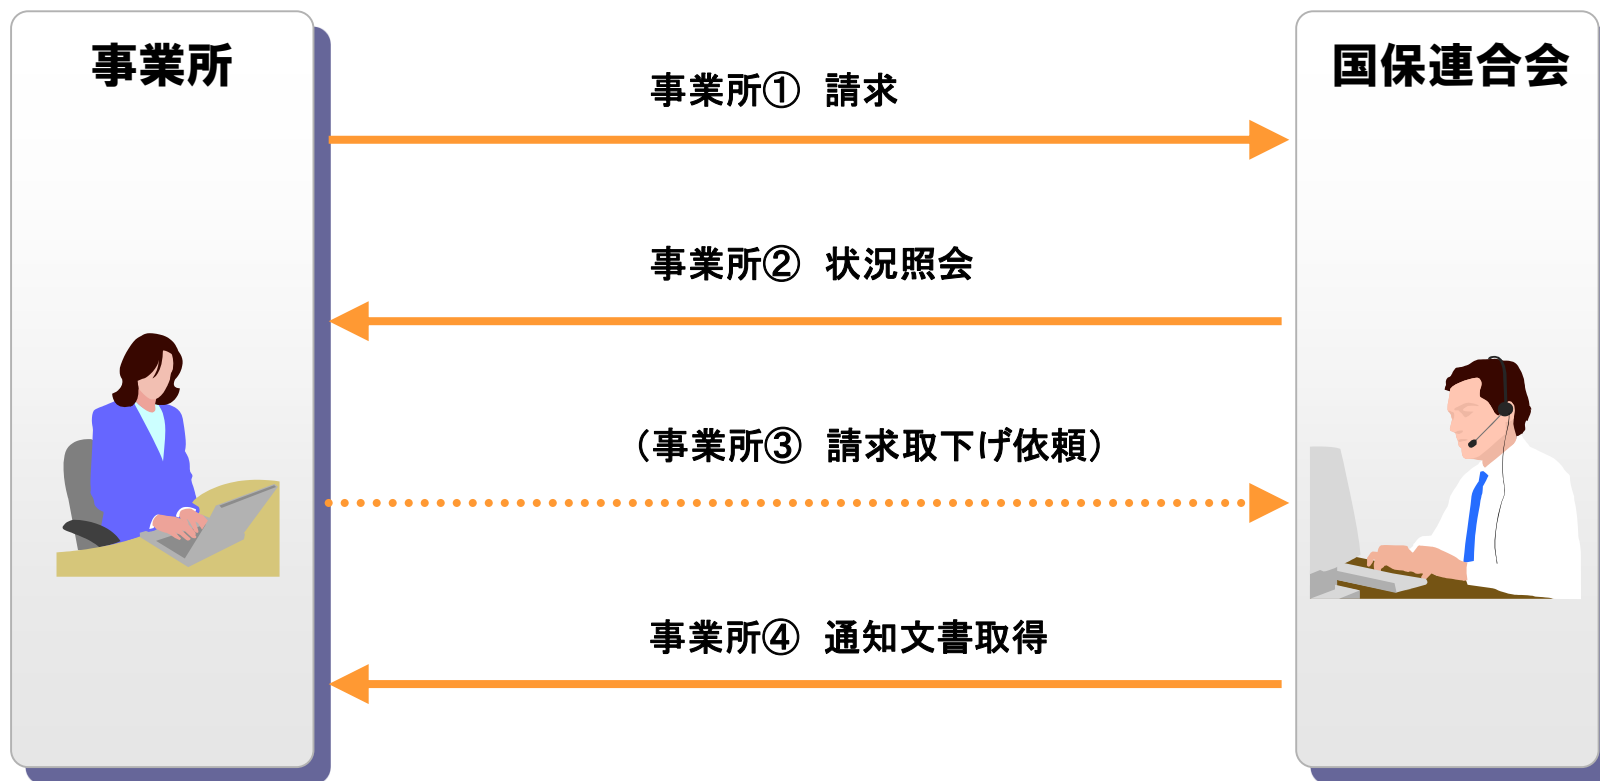 事業所
国保連合会
事業所① 請求
事業所② 状況照会
（事業所③ 請求取下げ依頼）
事業所④ 通知文書取得